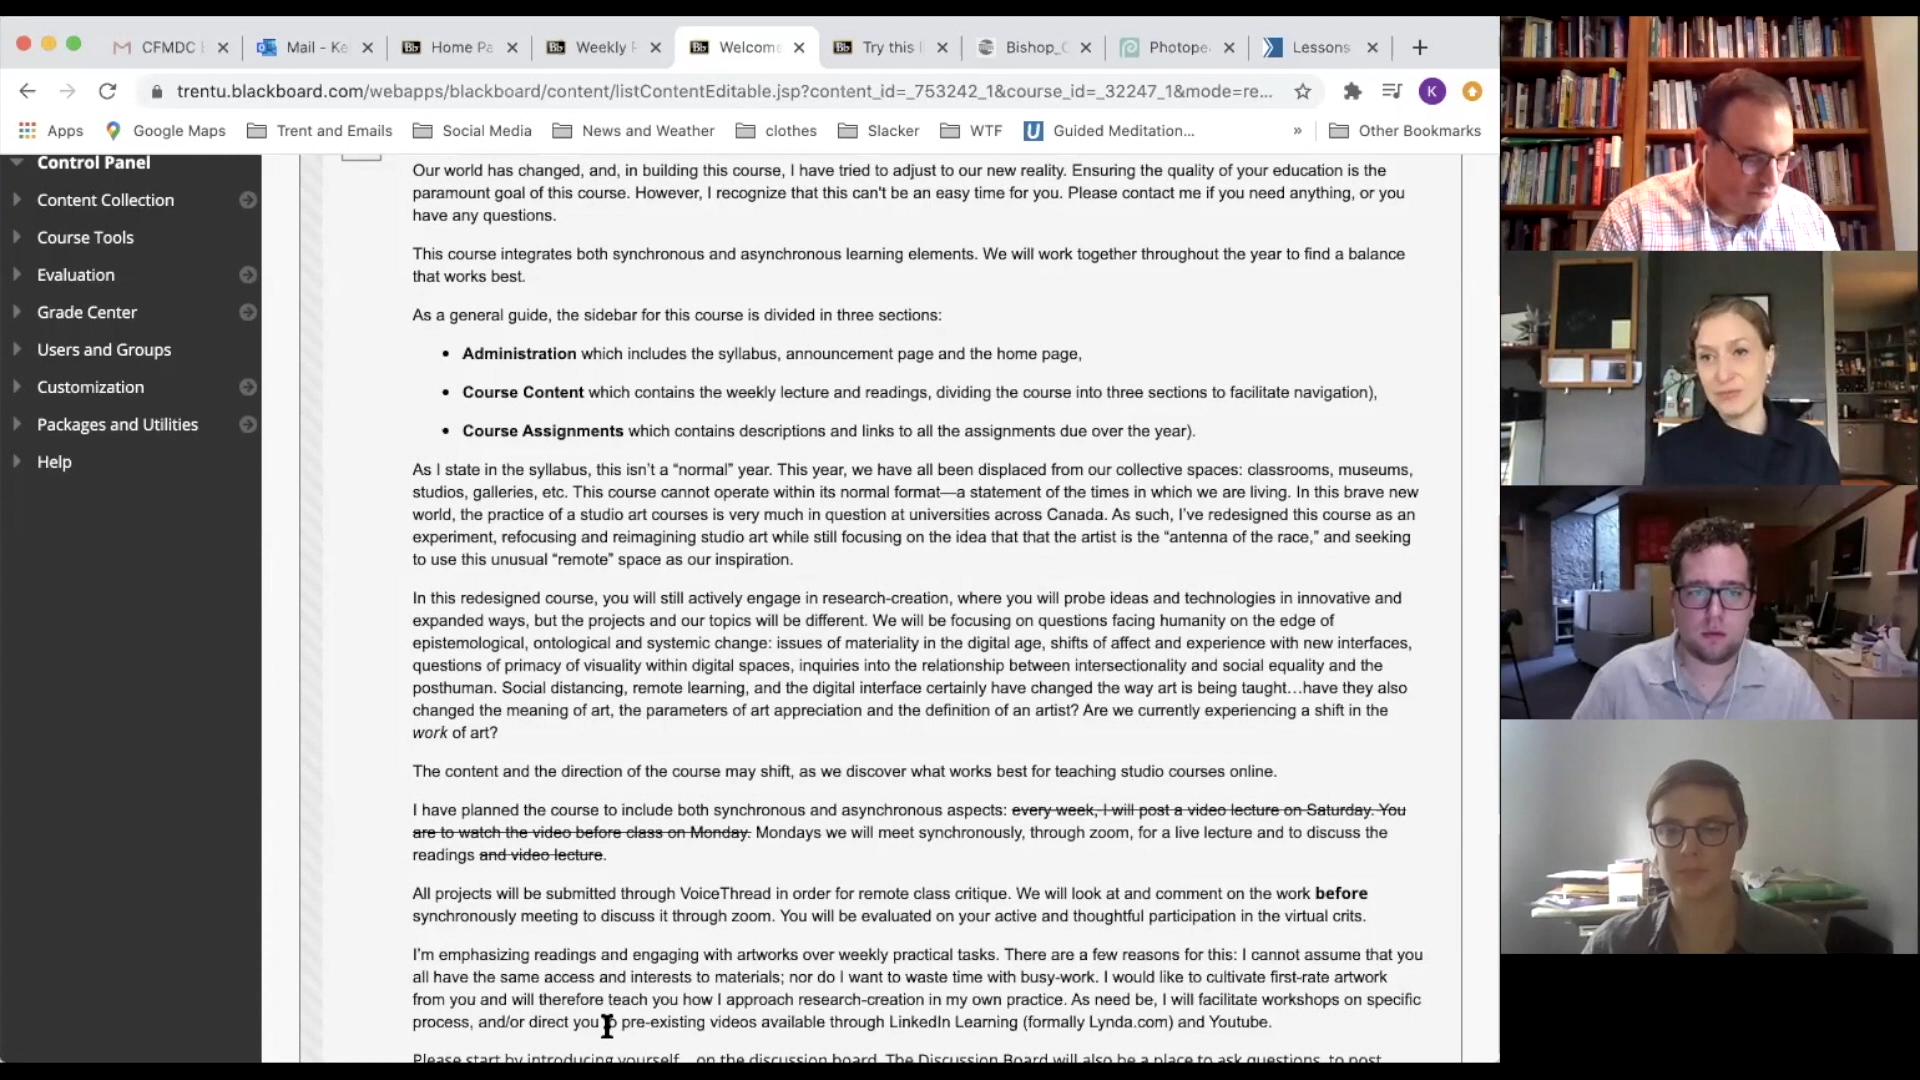 CFMDC
Mail - Ke
Home Pa
Weekly
Welcome
Try this
Bishop_
Photope
Lessons
trentu.blackboard.com/webapps/blackboard/content/listContentEditable.jsp?content_id=_753242_1&course_id=_32247_1&mode=re...
K
Apps
Google Maps
Trent and Emails
Social Media
News and Weather
clothes
Slacker
WTF
Guided Meditation...
»
Other Bookmarks
Control Panel
Content Collection
Course Tools
Evaluation
Grade Center
Users and Groups
Customization
Packages and Utilities
Help
Our world has changed, and, in building this course, I have tried to adjust to our new reality. Ensuring the quality of your education is the
paramount goal of this course. However, I recognize that this can't be an easy time for you. Please contact me if you need anything, or you
have any questions.
This course integrates both synchronous and asynchronous learning elements. We will work together throughout the year to find a balance
that works best.
As a general guide, the sidebar for this course is divided in three sections:
• Administration which includes the syllabus, announcement page and the home page,
• Course Content which contains the weekly lecture and readings, dividing the course into three sections to facilitate navigation),
• Course Assignments which contains descriptions and links to all the assignments due over the year).
As I state in the syllabus, this isn't a “normal” year. This year, we have all been displaced from our collective spaces: classrooms, museums,
studios, galleries, etc. This course cannot operate within its normal format—a statement of the times in which we are living. In this brave new
world, the practice of a studio art courses is very much in question at universities across Canada. As such, I've redesigned this course as an
experiment, refocusing and reimagining studio art while still focusing on the idea that that the artist is the “antenna of the race,” and seeking
to use this unusual “remote” space as our inspiration.
In this redesigned course, you will still actively engage in research-creation, where you will probe ideas and technologies in innovative and
expanded ways, but the projects and our topics will be different. We will be focusing on questions facing humanity on the edge of
epistemological, ontological and systemic change: issues of materiality in the digital age, shifts of affect and experience with new interfaces,
questions of primacy of visuality within digital spaces, inquiries into the relationship between intersectionality and social equality and the
posthuman. Social distancing, remote learning, and the digital interface certainly have changed the way art is being taught…have they also
changed the meaning of art, the parameters of art appreciation and the definition of an artist? Are we currently experiencing a shift in the
work of art?
The content and the direction of the course may shift, as we discover what works best for teaching studio courses online.
I have planned the course to include both synchronous and asynchronous aspects: every week, I will post a video lecture on Saturday. You
are to watch the video before class on Monday. Mondays we will meet synchronously, through zoom, for a live lecture and to discuss the
readings and video lecture.
All projects will be submitted through VoiceThread in order for remote class critique. We will look at and comment on the work before
synchronously meeting to discuss it through zoom. You will be evaluated on your active and thoughtful participation in the virtual crits.
I'm emphasizing readings and engaging with artworks over weekly practical tasks. There are a few reasons for this: I cannot assume that you
all have the same access and interests to materials; nor do I want to waste time with busy-work. I would like to cultivate first-rate artwork
from you and will therefore teach you how I approach research-creation in my own practice. As need be, I will facilitate workshops on specific
process, and/or direct you to pre-existing videos available through LinkedIn Learning (formally Lynda.com) and Youtube.
Please start by introducing yourself on the discussion board. The Discussion Board will also be a place to ask questions, to post